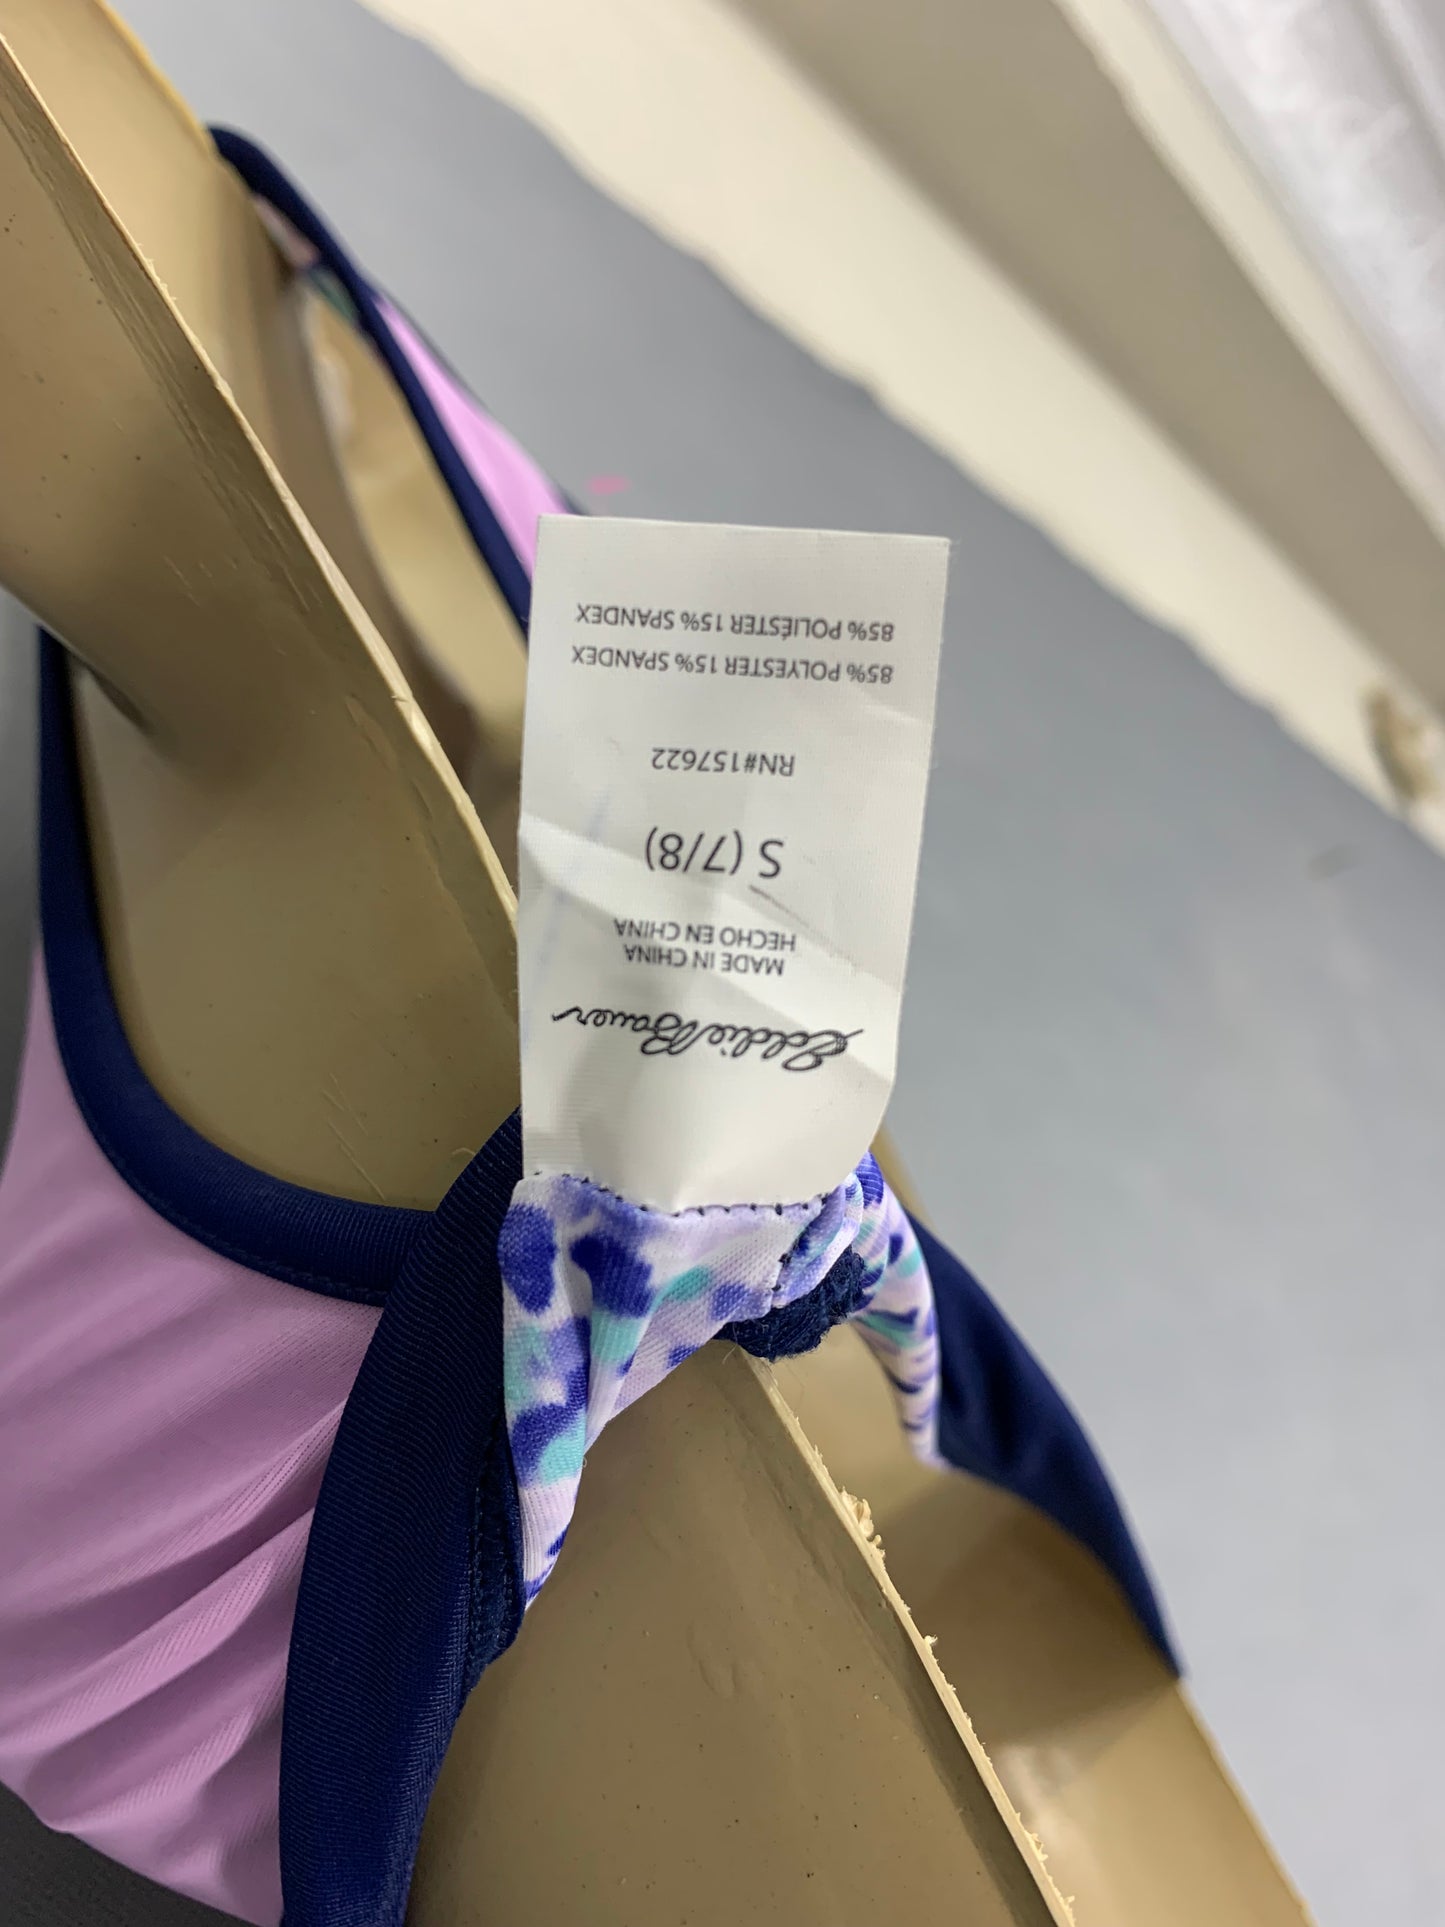 Eddie Bauer
MADE IN CHINA
HECHO EN CHINA
S (7/8)
RN#157622
85% POLYESTER 15% SPANDEX
85% POLIÉSTER 15% SPANDEX